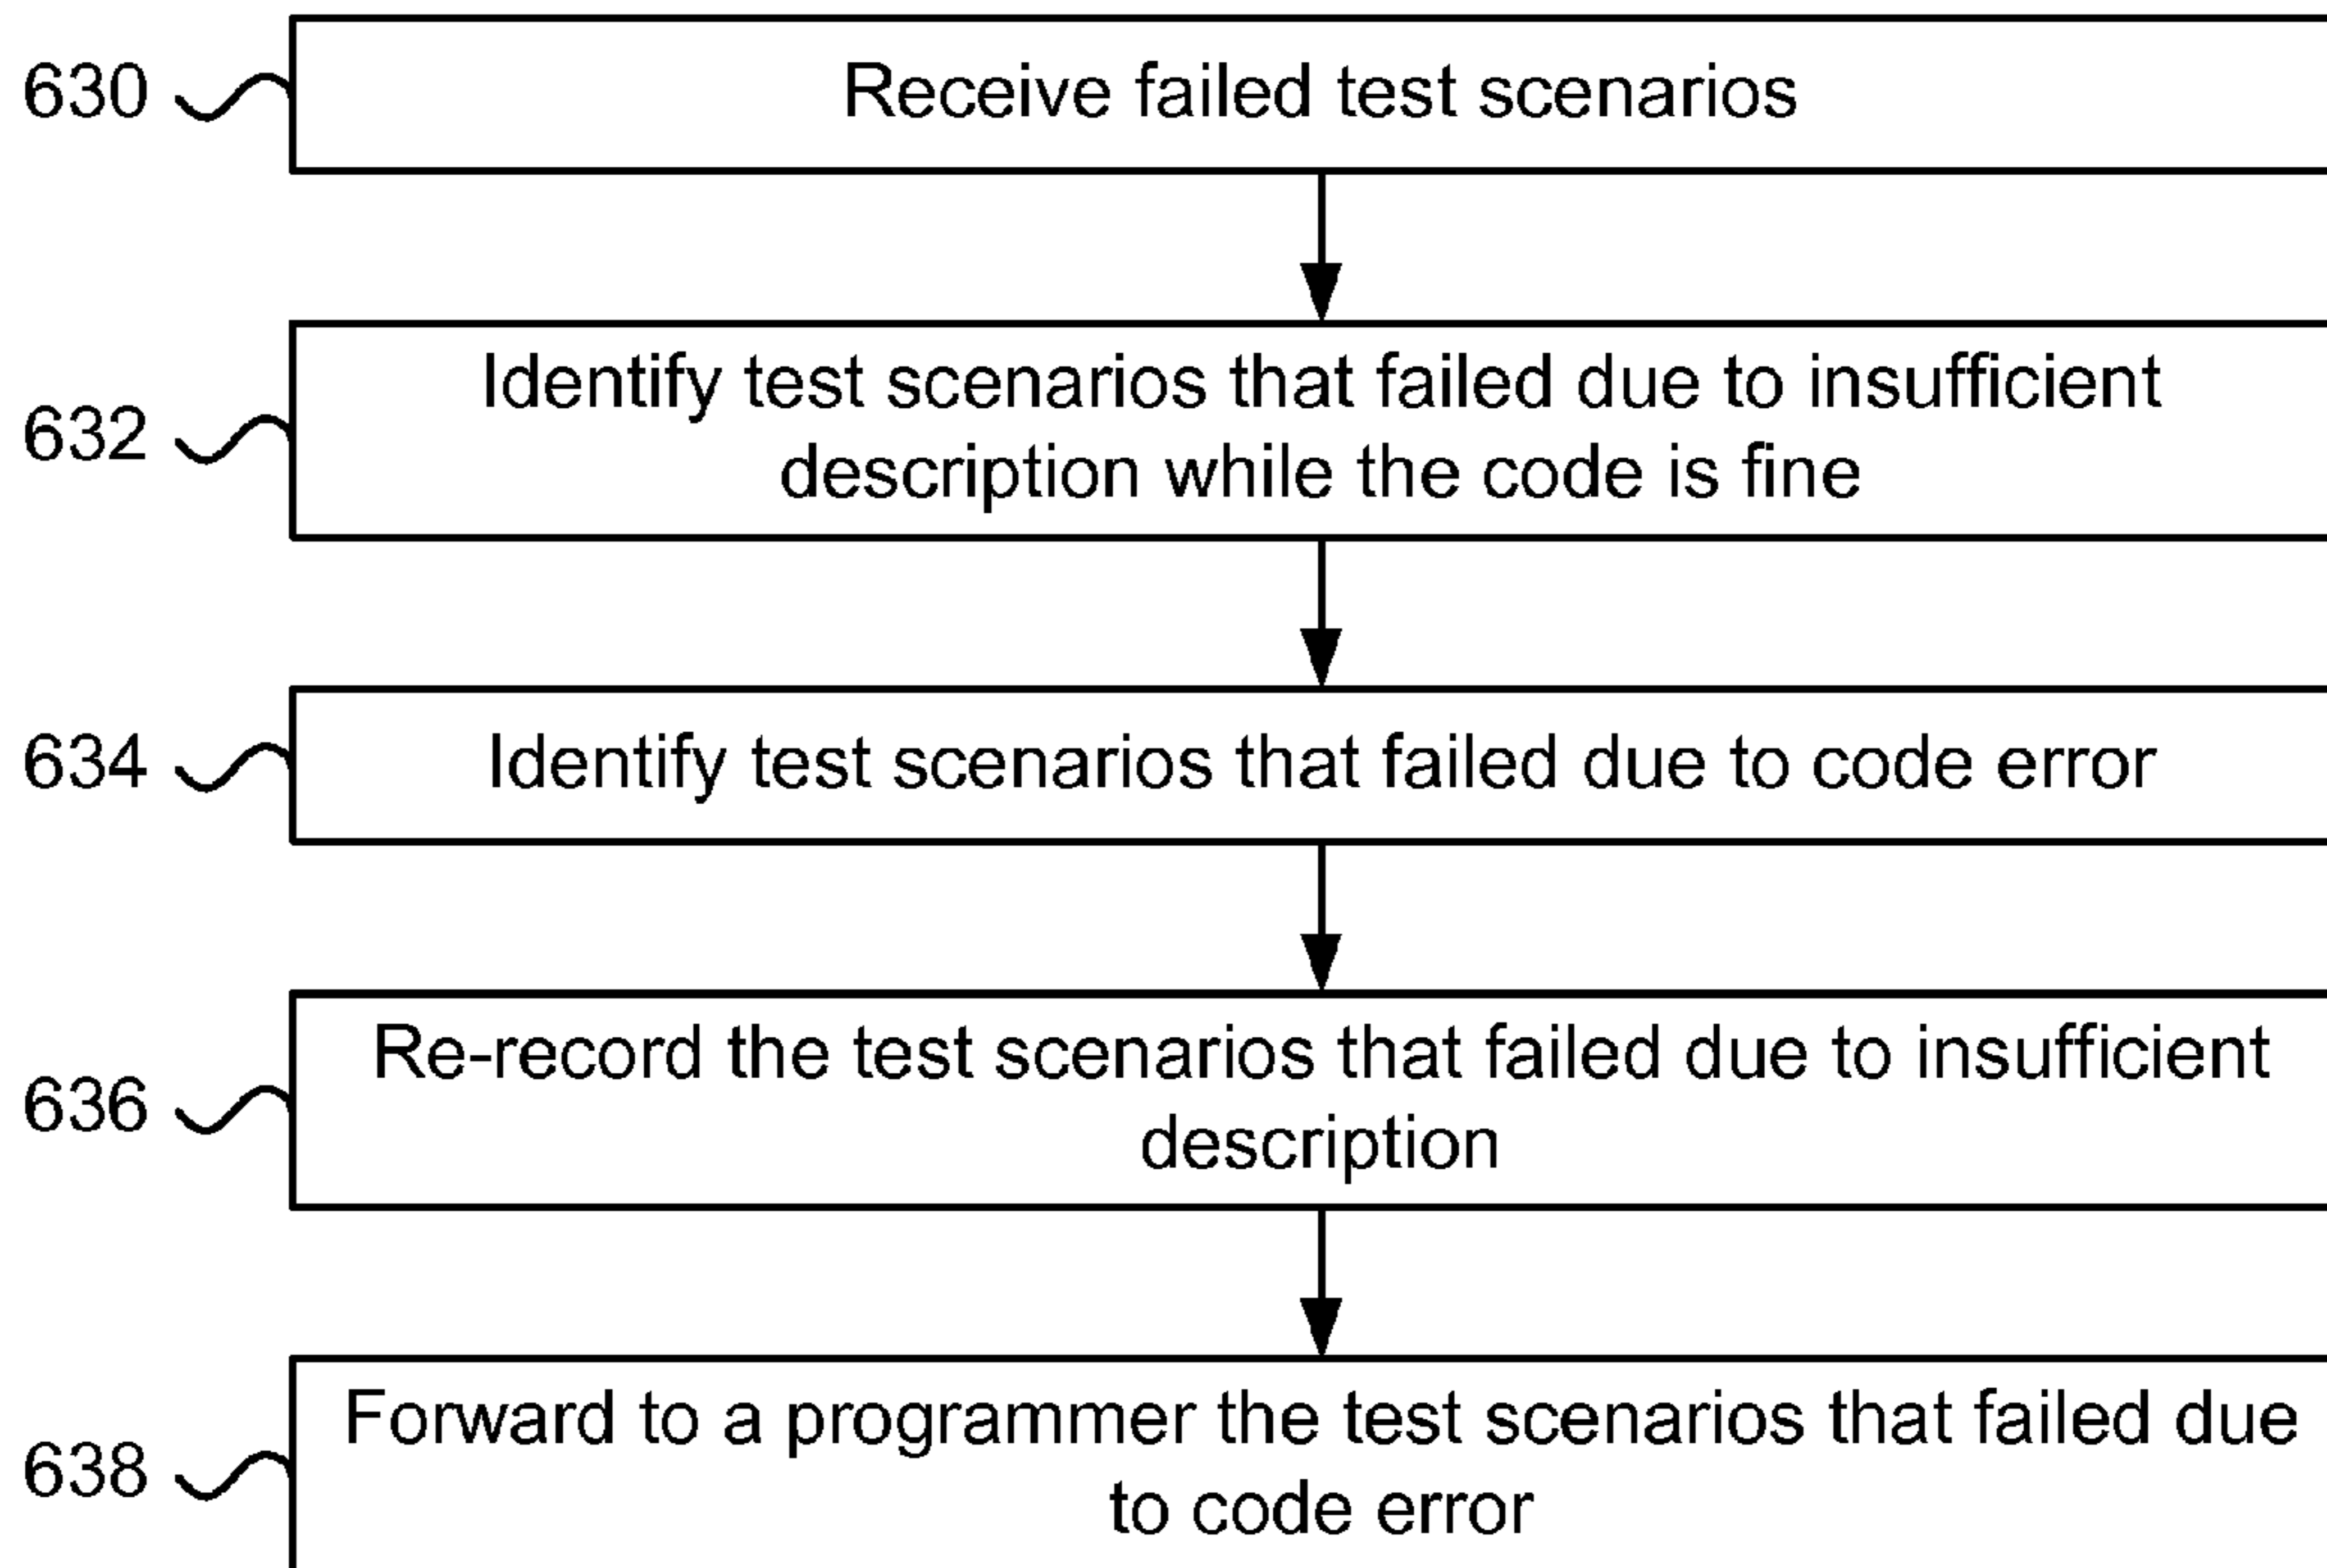 630
Receive failed test scenarios
632
Identify test scenarios that failed due to insufficient
description while the code is fine
634
Identify test scenarios that failed due to code error
636
Re-record the test scenarios that failed due to insufficient
description
638
Forward to a programmer the test scenarios that failed due
to code error